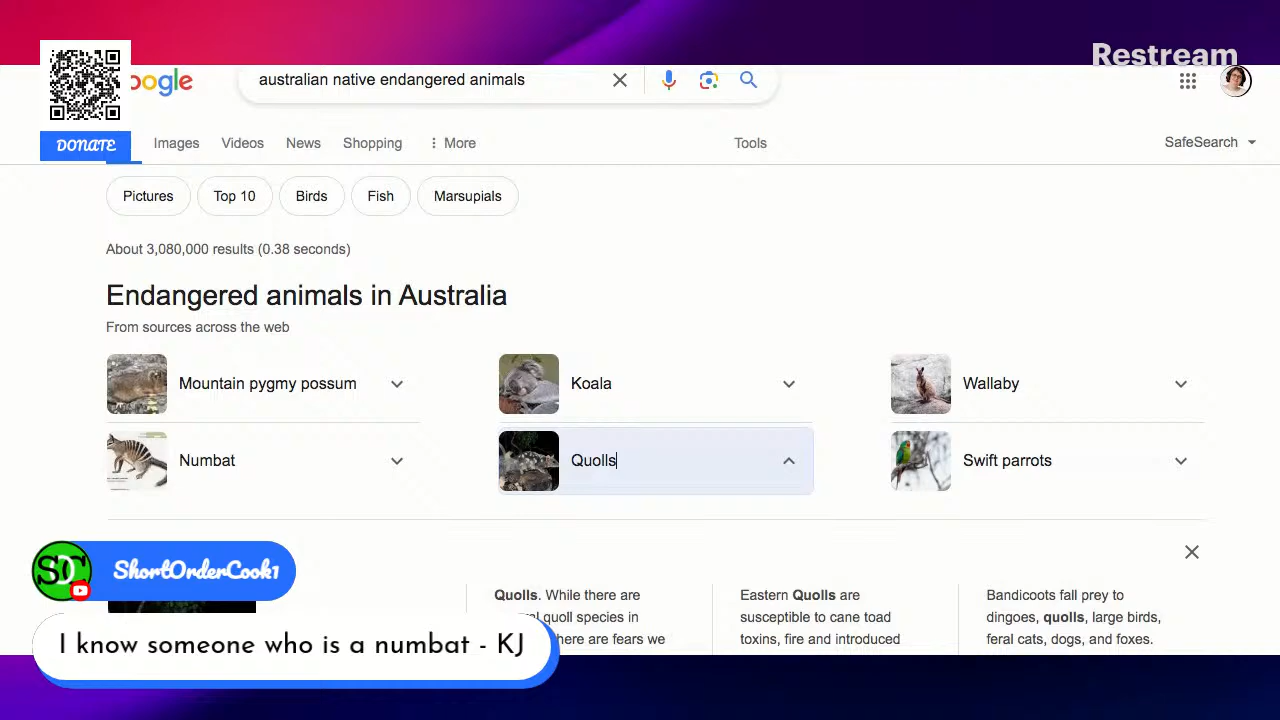 Restream
oogle
australian native endangered animals
DONATE
Images
Videos
News
Shopping
More
Tools
SafeSearch
Pictures
Top 10
Birds
Fish
Marsupials
About 3,080,000 results (0.38 seconds)
Endangered animals in Australia
From sources across the web
Mountain pygmy possum
Koala
Wallaby
Numbat
Quolls
Swift parrots
SOC
ShortOrderCook1
I know someone who is a numbat - KJ
Quolls. While there are
quoll species in
here are fears we
Eastern Quolls are
susceptible to cane toad
toxins, fire and introduced
Bandicoots fall prey to
dingoes, quolls, large birds,
feral cats, dogs, and foxes.